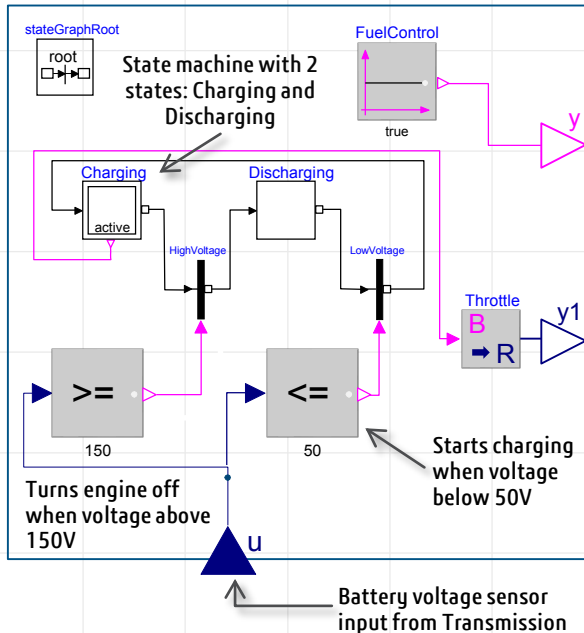 stateGraphRoot
root
State machine with 2
states: Charging and
Discharging
FuelControl
true
y
Charging
active
Discharging
HighVoltage
LowVoltage
Throttle
B
R
y1
>=
150
<=
50
Starts charging
when voltage
below 50V
Turns engine off
when voltage above
150V
u
Battery voltage sensor
input from Transmission